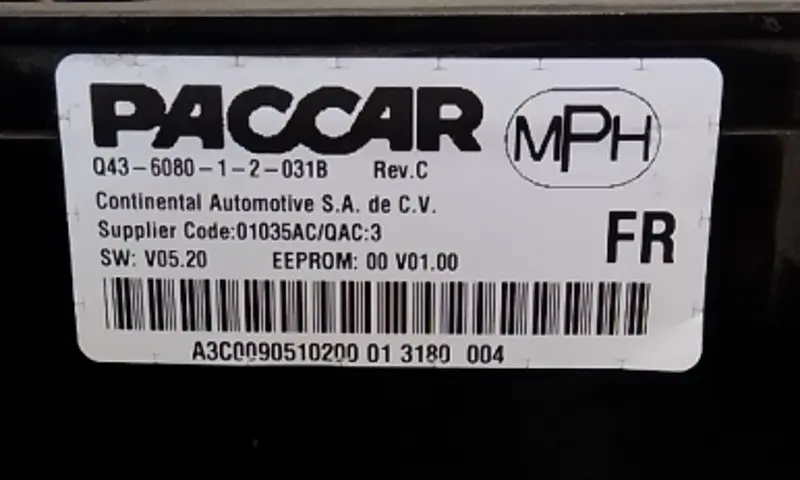 PACCAR
MPH
Q43-6080-1-2-031B Rev.C
Continental Automotive S.A. de C.V.
Supplier Code:01035AC/QAC:3
FR
SW: V05.20 EEPROM: 00 V01.00
A3C0090510200 01 3180 004